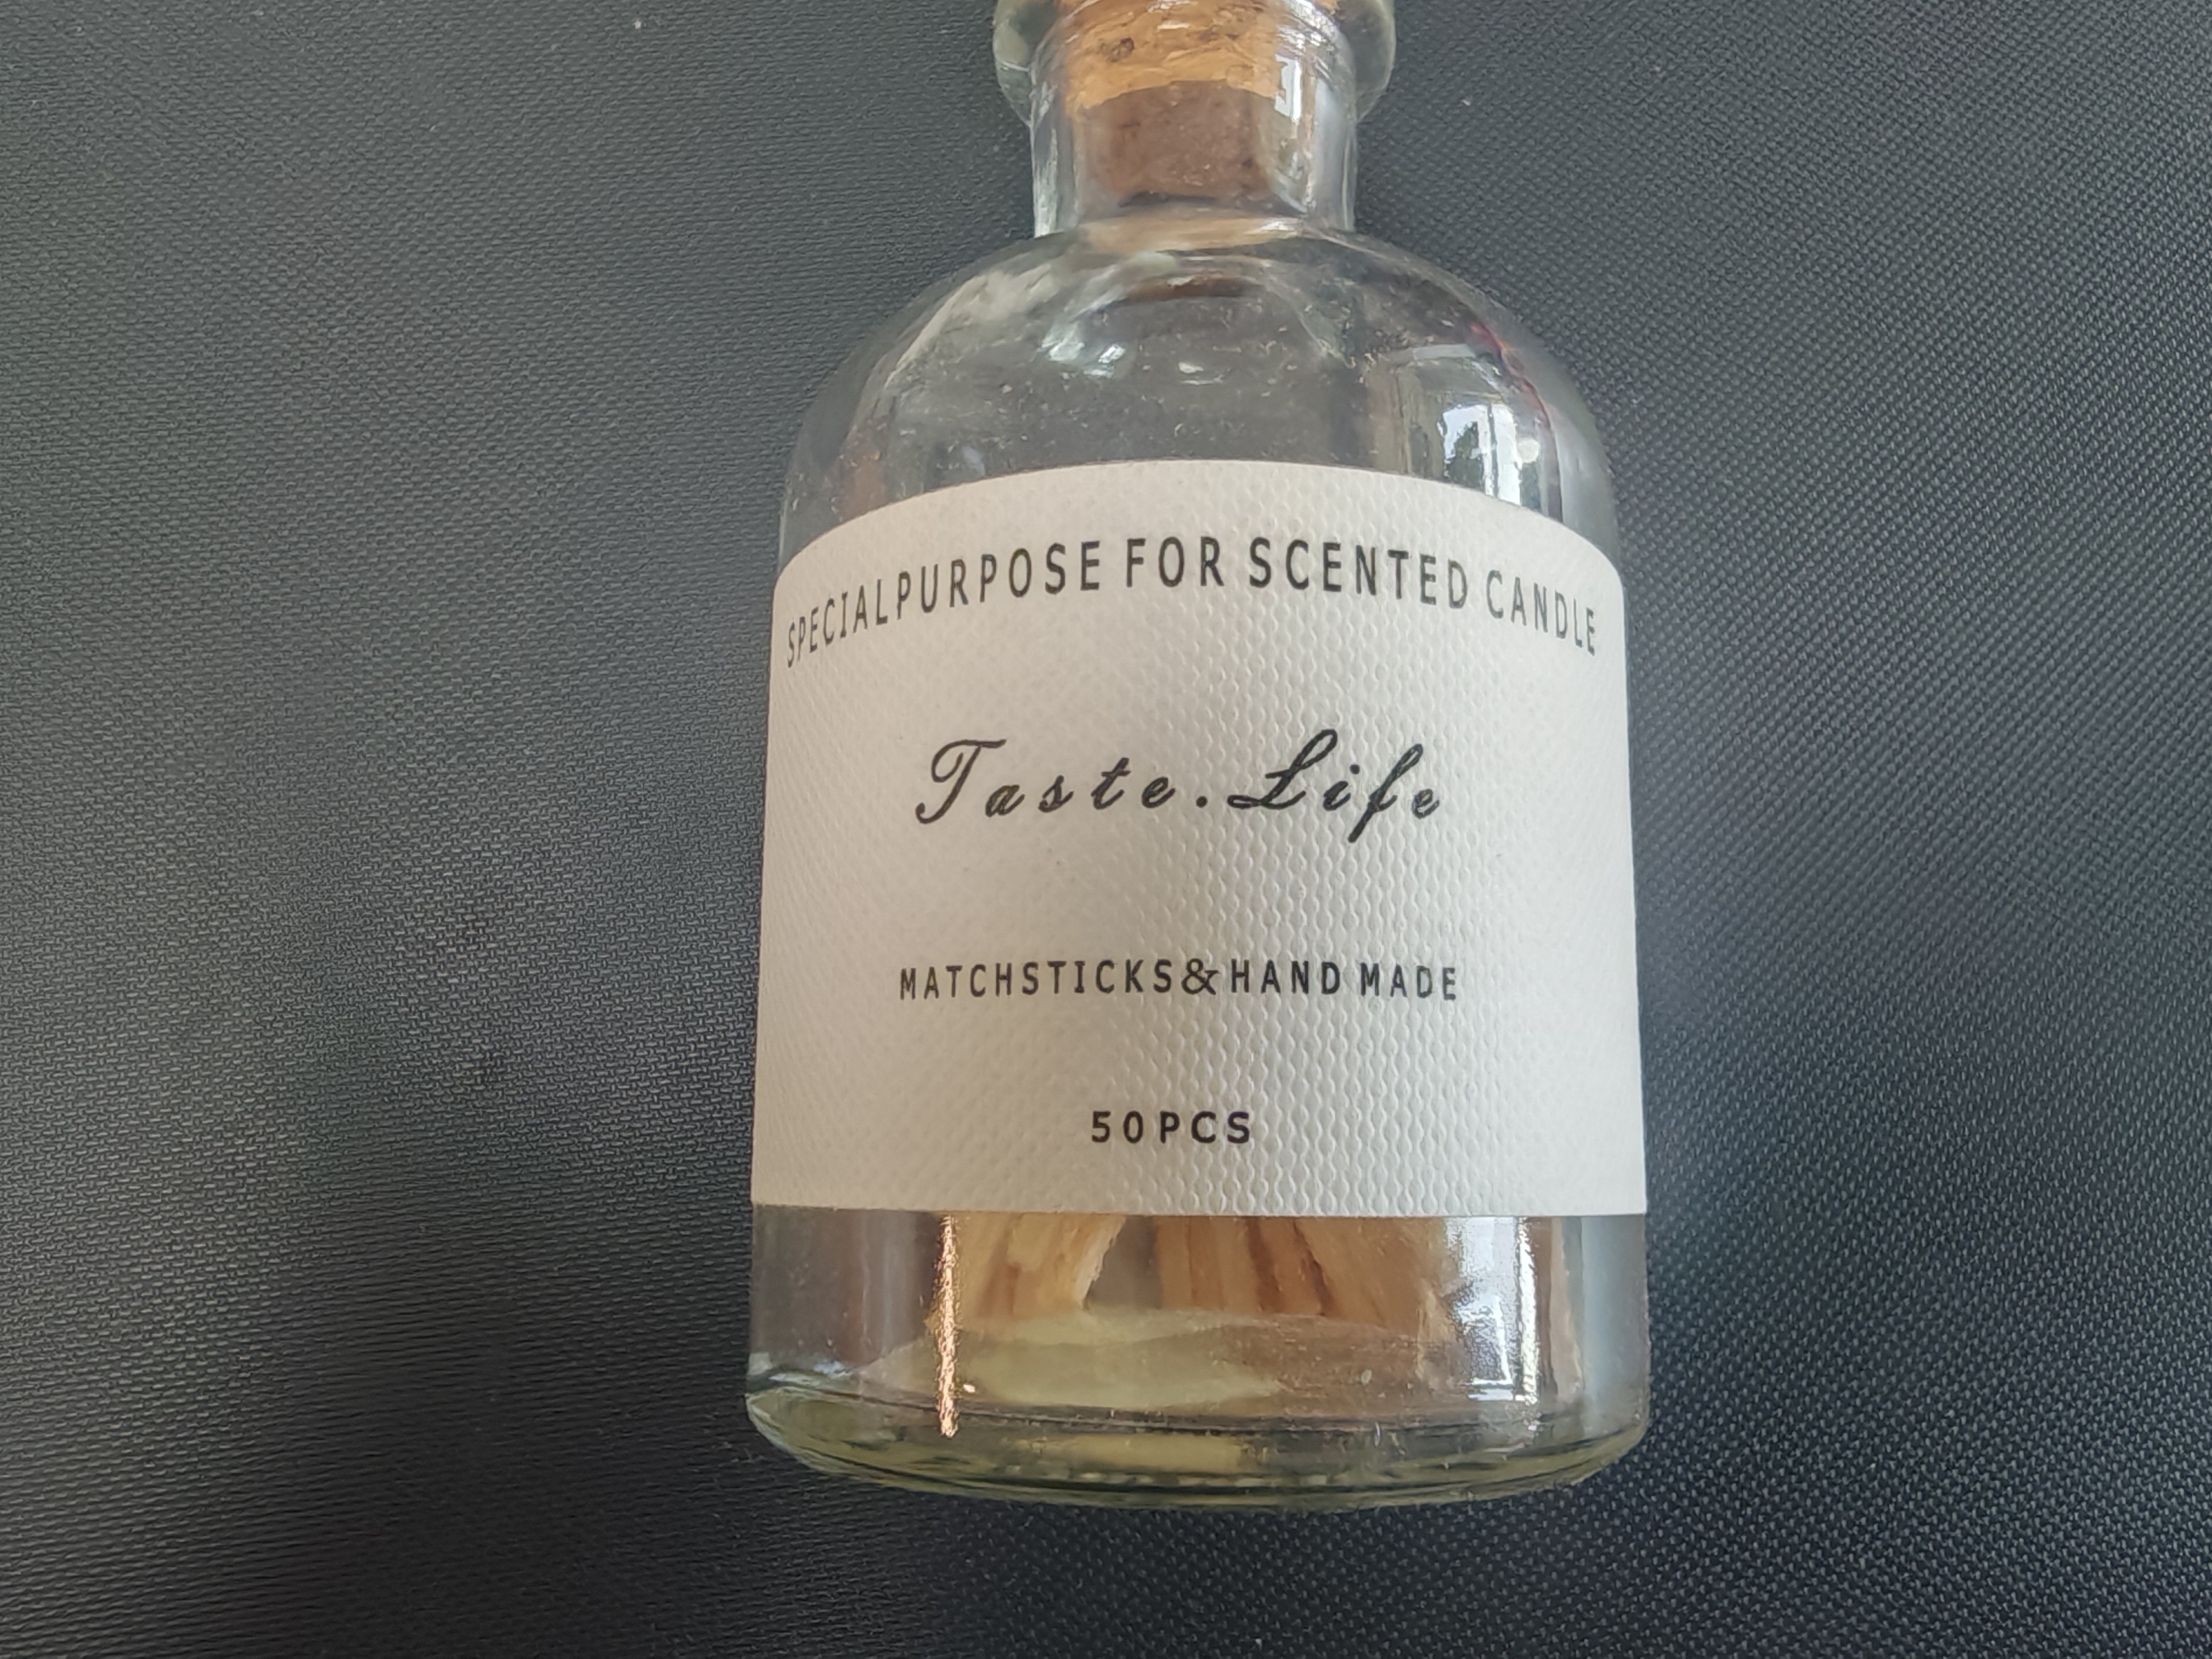 SPECIALPURPOSE FOR SCENTED CANDLE
Taste.Life
MATCHSTICKS&HAND MADE
50PCS